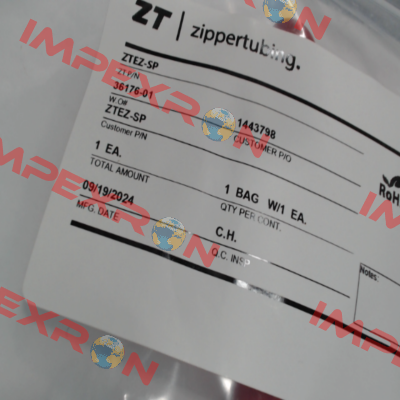 ZT | zippertubing.
ZTEZ-SP
ZT P/N
36176-01
W.O#
1443798
CUSTOMER P/O
ZTEZ-SP
Customer P/N
1 EA.
TOTAL AMOUNT
1 BAG W/1 EA.
QTY PER CONT.
09/19/2024
MFG. DATE
C.H.
Q.C. INSP
Notes:
RoH
IMPEXRON
IMPEXRON
IMPEXRON
IMPEXRON